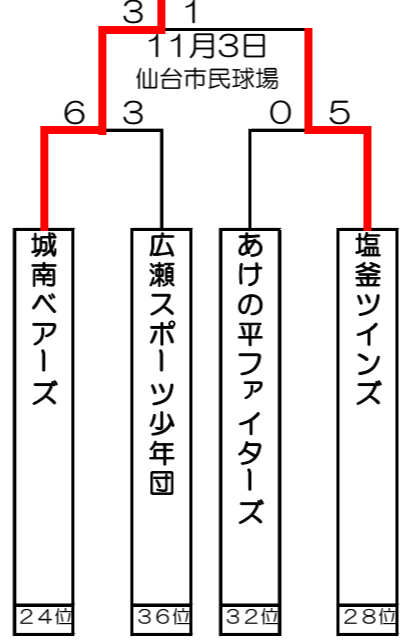 3 1
11月3日
仙台市民球場
6 3 0 5
城南ベアーズ
広瀬スポーツ少年団
あけの平ファイターズ
塩釜ツインズ
24位 36位 32位 28位